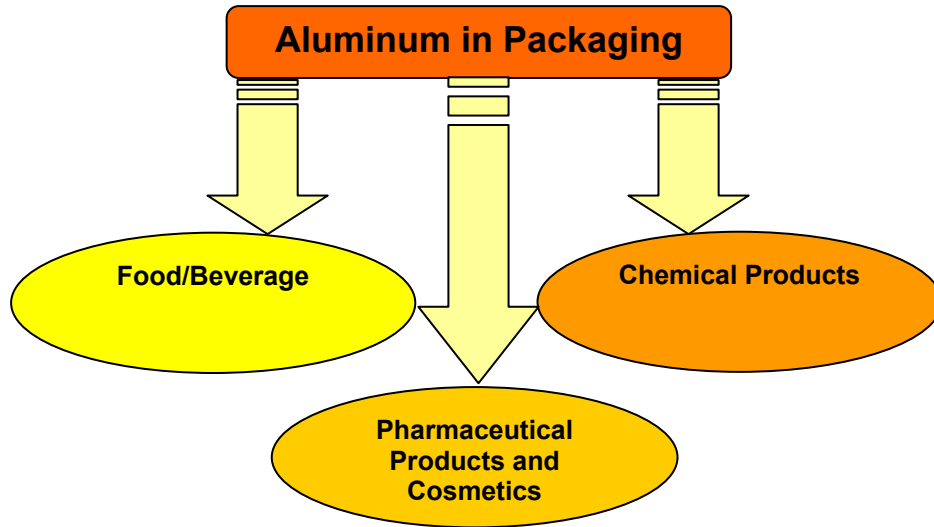 Aluminum in Packaging
Food/Beverage
Chemical Products
Pharmaceutical
Products and
Cosmetics